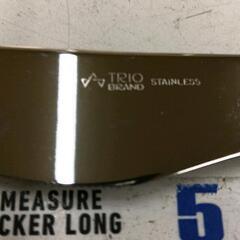 TRIO
BRAND
STAINLESS
MEASURE
CKER LONG
5